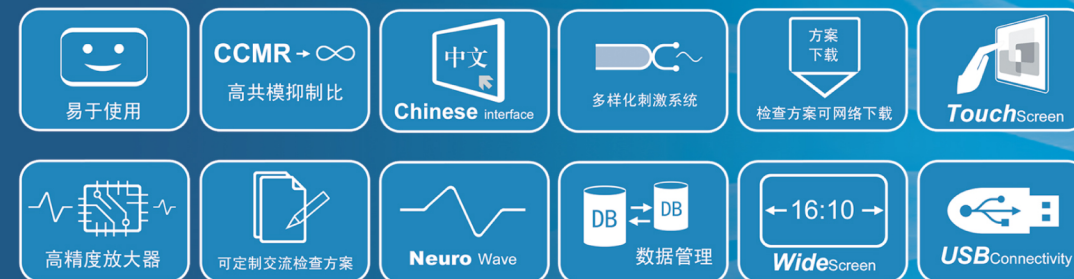 易于使用
CCMR→∞
高共模抑制比
中文
Chinese interface
多样化刺激系统
方案
下载
检查方案可网络下载
TouchScreen
高精度放大器
可定制交流检查方案
Neuro Wave
DB
DB
数据管理
←16:10→
WideScreen
USBConnectivity